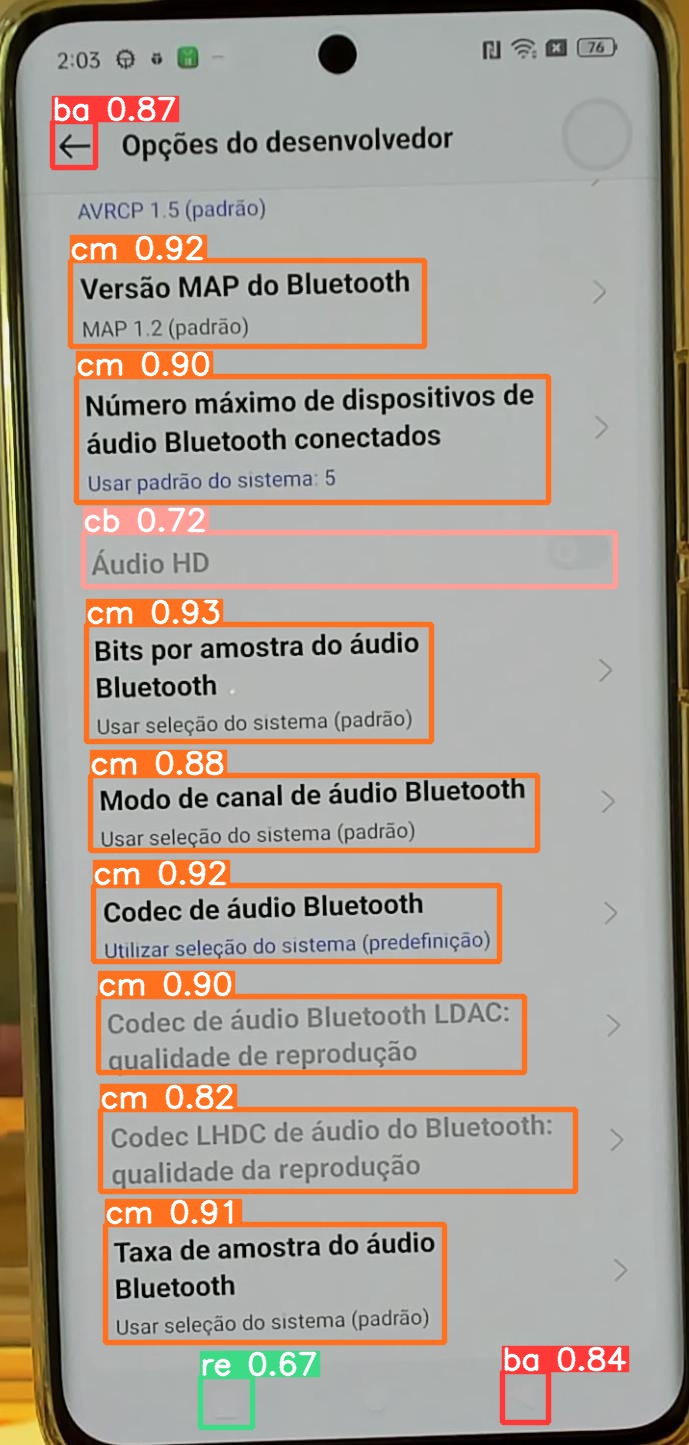 2:03
76
ba 0.87
Opções do desenvolvedor
AVRCP 1.5 (padrão)
cm 0.92
Versão MAP do Bluetooth
MAP 1.2 (padrão)
cm 0.90
Número máximo de dispositivos de
áudio Bluetooth conectados
Usar padrão do sistema: 5
cb 0.72
Áudio HD
cm 0.93
Bits por amostra do áudio
Bluetooth
Usar seleção do sistema (padrão)
cm 0.88
Modo de canal de áudio Bluetooth
Usar seleção do sistema (padrão)
cm 0.92
Codec de áudio Bluetooth
Utilizar seleção do sistema (predefinição)
cm 0.90
Codec de áudio Bluetooth LDAC:
qualidade de reprodução
cm 0.82
Codec LHDC de áudio do Bluetooth:
qualidade da reprodução
cm 0.91
Taxa de amostra do áudio
Bluetooth
Usar seleção do sistema (padrão)
re 0.67
ba 0.84